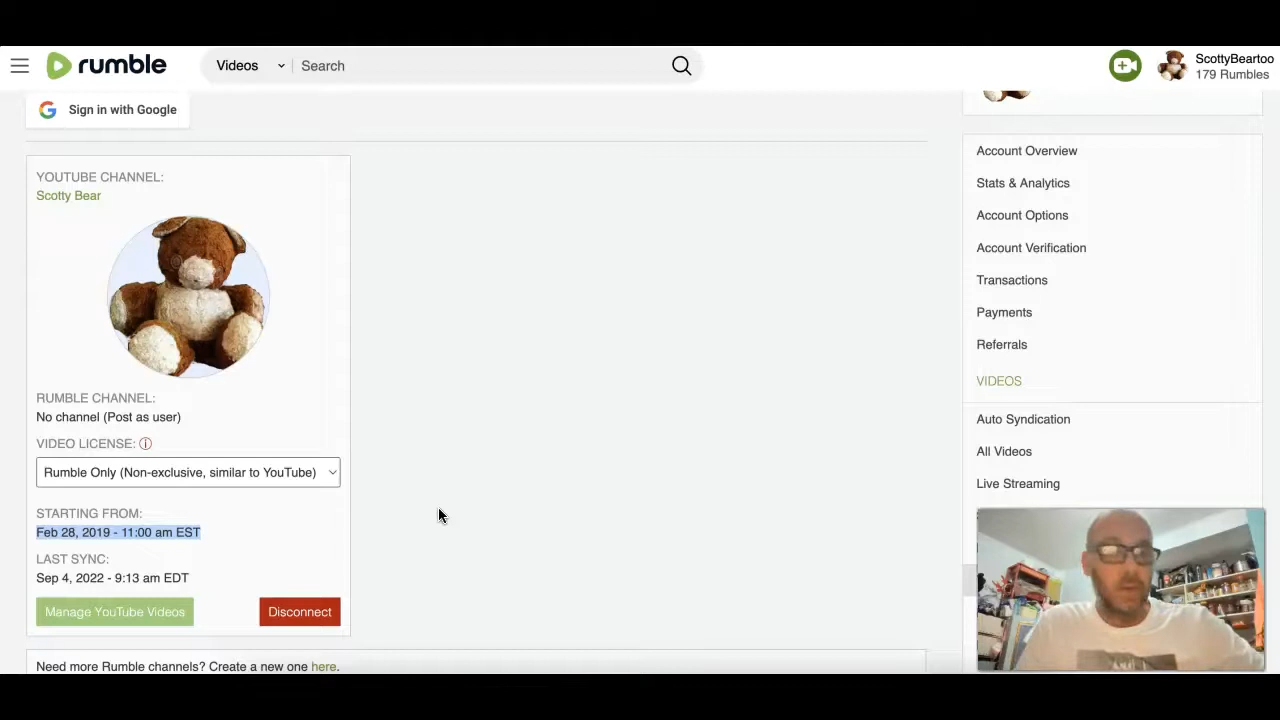 rumble
Videos
Search
ScottyBeartoo
179 Rumbles
Sign in with Google
YOUTUBE CHANNEL:
Scotty Bear
RUMBLE CHANNEL:
No channel (Post as user)
VIDEO LICENSE:
Rumble Only (Non-exclusive, similar to YouTube)
STARTING FROM:
Feb 28, 2019 - 11:00 am EST
LAST SYNC:
Sep 4, 2022 - 9:13 am EDT
Manage YouTube Videos
Disconnect
Need more Rumble channels? Create a new one here.
Account Overview
Stats & Analytics
Account Options
Account Verification
Transactions
Payments
Referrals
VIDEOS
Auto Syndication
All Videos
Live Streaming